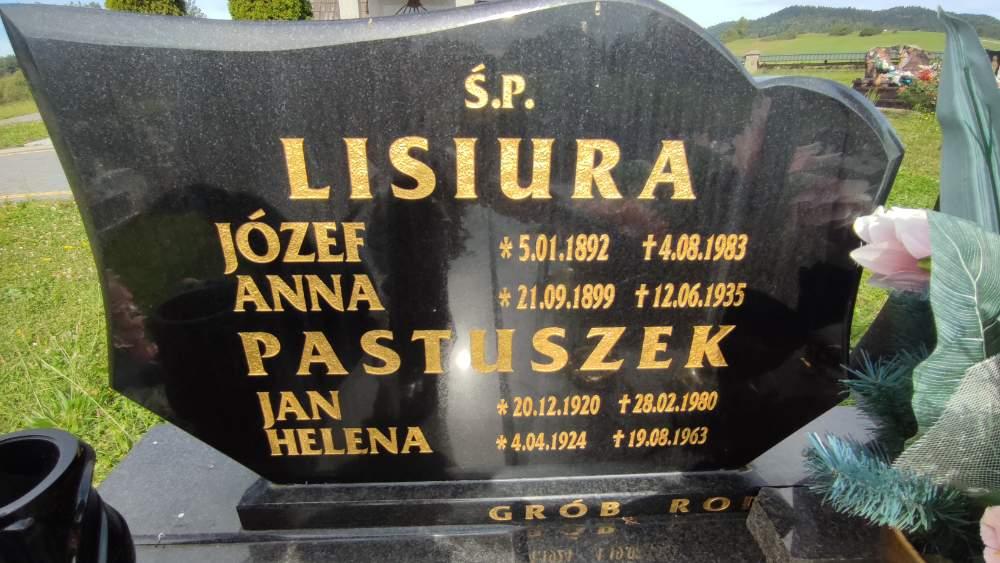 Ś.P.
LISIURA
JÓZEF * 5.01.1892 † 4.08.1983
ANNA * 21.09.1899 † 12.06.1935
PASTUSZEK
JAN * 20.12.1920 † 28.02.1980
HELENA * 4.04.1924 † 19.08.1963
GRÓB